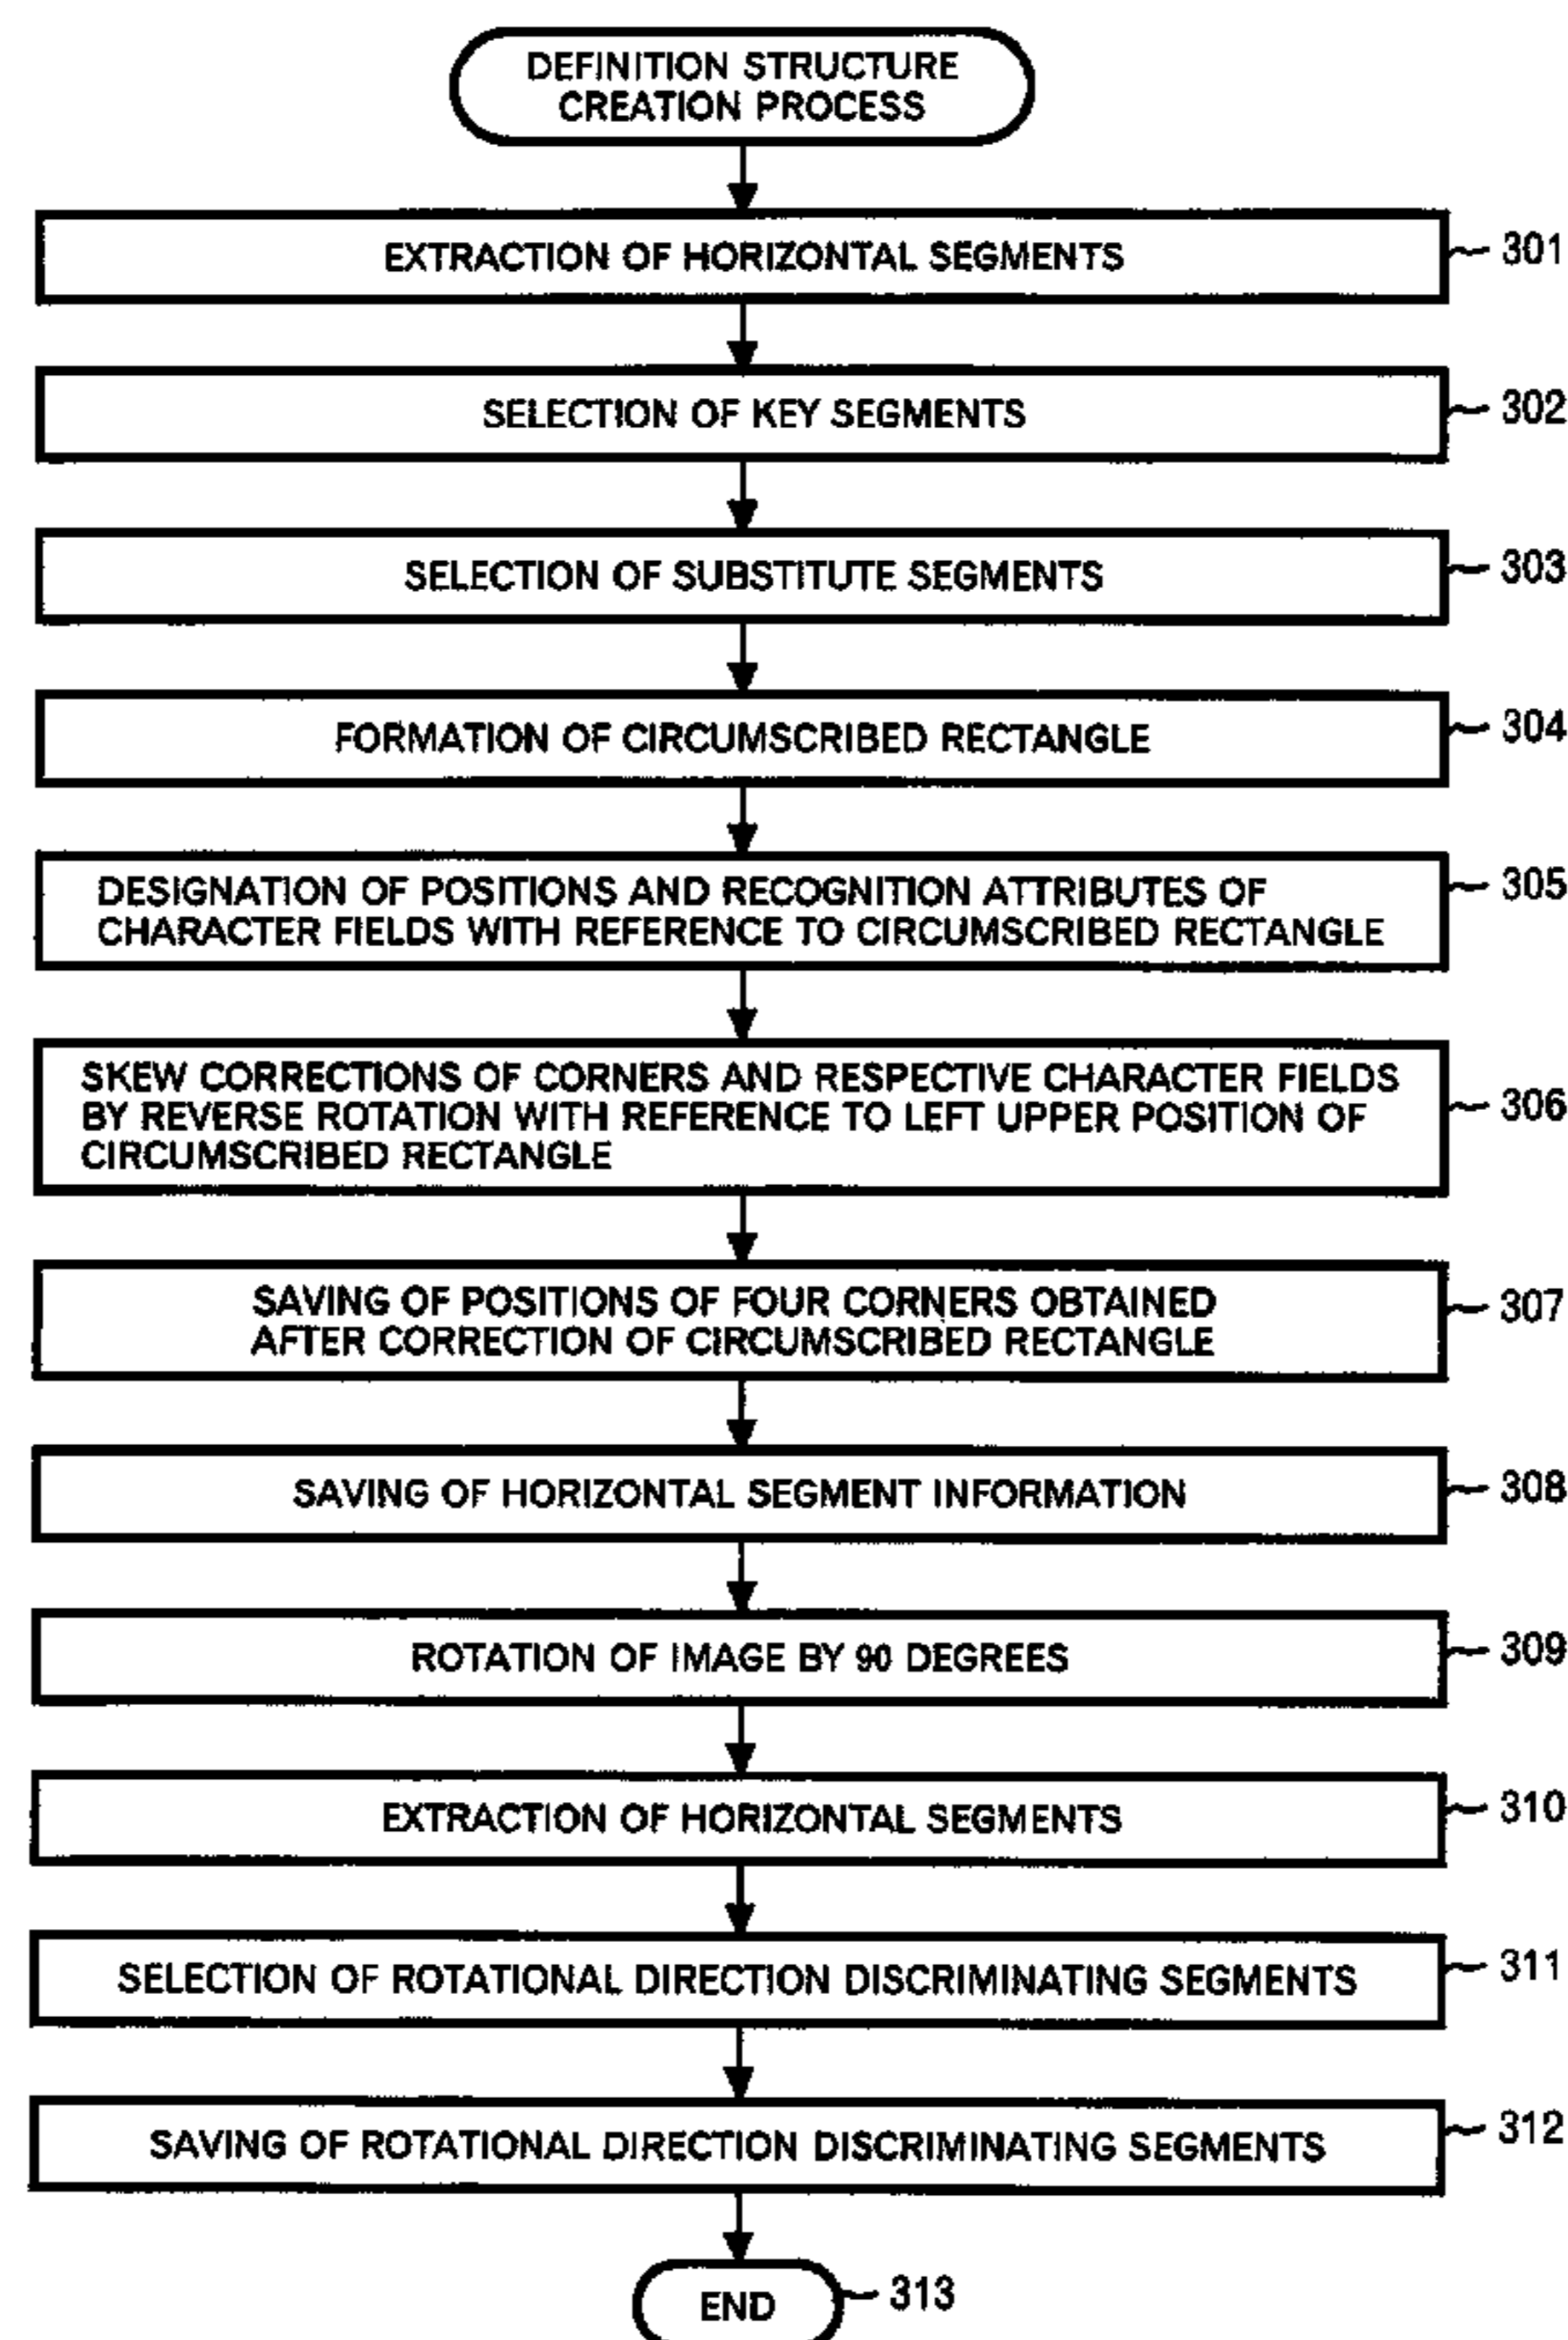 DEFINITION STRUCTURE
CREATION PROCESS
EXTRACTION OF HORIZONTAL SEGMENTS
301
SELECTION OF KEY SEGMENTS
302
SELECTION OF SUBSTITUTE SEGMENTS
303
FORMATION OF CIRCUMSCRIBED RECTANGLE
304
DESIGNATION OF POSITIONS AND RECOGNITION ATTRIBUTES OF
CHARACTER FIELDS WITH REFERENCE TO CIRCUMSCRIBED RECTANGLE
305
SKEW CORRECTIONS OF CORNERS AND RESPECTIVE CHARACTER FIELDS
BY REVERSE ROTATION WITH REFERENCE TO LEFT UPPER POSITION OF
CIRCUMSCRIBED RECTANGLE
306
SAVING OF POSITIONS OF FOUR CORNERS OBTAINED
AFTER CORRECTION OF CIRCUMSCRIBED RECTANGLE
307
SAVING OF HORIZONTAL SEGMENT INFORMATION
308
ROTATION OF IMAGE BY 90 DEGREES
309
EXTRACTION OF HORIZONTAL SEGMENTS
310
SELECTION OF ROTATIONAL DIRECTION DISCRIMINATING SEGMENTS
311
SAVING OF ROTATIONAL DIRECTION DISCRIMINATING SEGMENTS
312
END
313